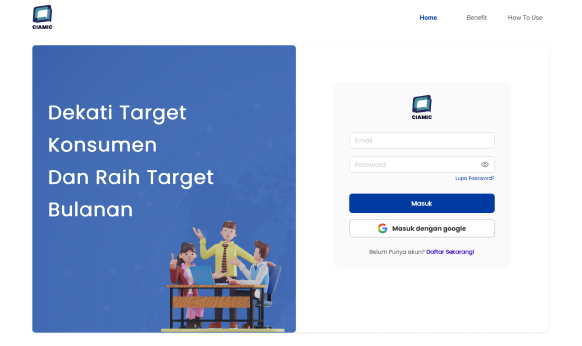 CIAMIC
Home Benefit How To Use
Dekati Target
Konsumen
Dan Raih Target
Bulanan
CIAMIC
Email
Password
Lupa Password?
Masuk
Masuk dengan google
Belum Punya akun? Daftar Sekarang!